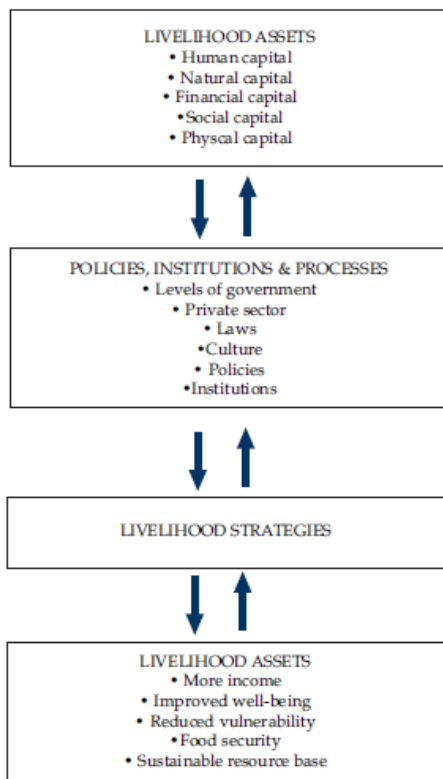 LIVELIHOOD ASSETS
• Human capital
• Natural capital
• Financial capital
•Social capital
• Physcal capital
POLICIES, INSTITUTIONS & PROCESSES
• Levels of government
• Private sector
• Laws
•Culture
• Policies
•Institutions
LIVELIHOOD STRATEGIES
LIVELIHOOD ASSETS
• More income
• Improved well-being
• Reduced vulnerability
•Food security
• Sustainable resource base